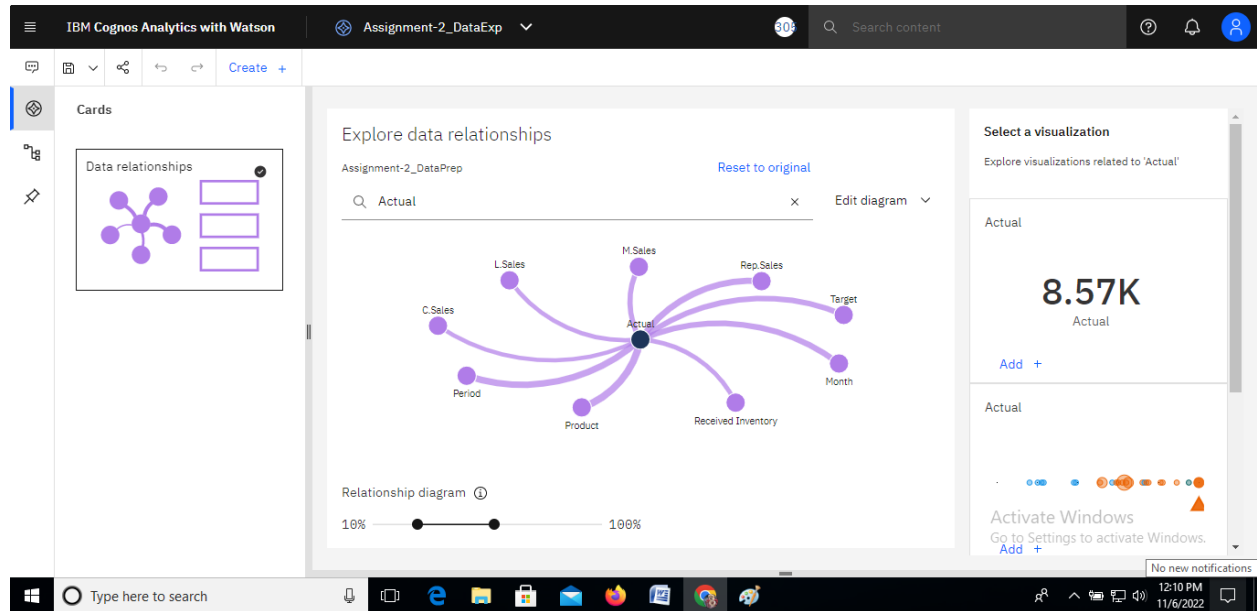 IBM Cognos Analytics with Watson
Assignment-2_DataExp
305
Search content
Create +
Cards
Data relationships
Explore data relationships
Assignment-2_DataPrep
Reset to original
Actual
Edit diagram
M.Sales
L.Sales
Rep.Sales
Target
C.Sales
Actual
Period
Month
Product
Received Inventory
Relationship diagram
10%
100%
Select a visualization
Explore visualizations related to 'Actual'
Actual
8.57K
Actual
Add +
Actual
Activate Windows
Go to Settings to activate Windows.
Add +
No new notifications
Type here to search
12:10 PM
11/6/2022